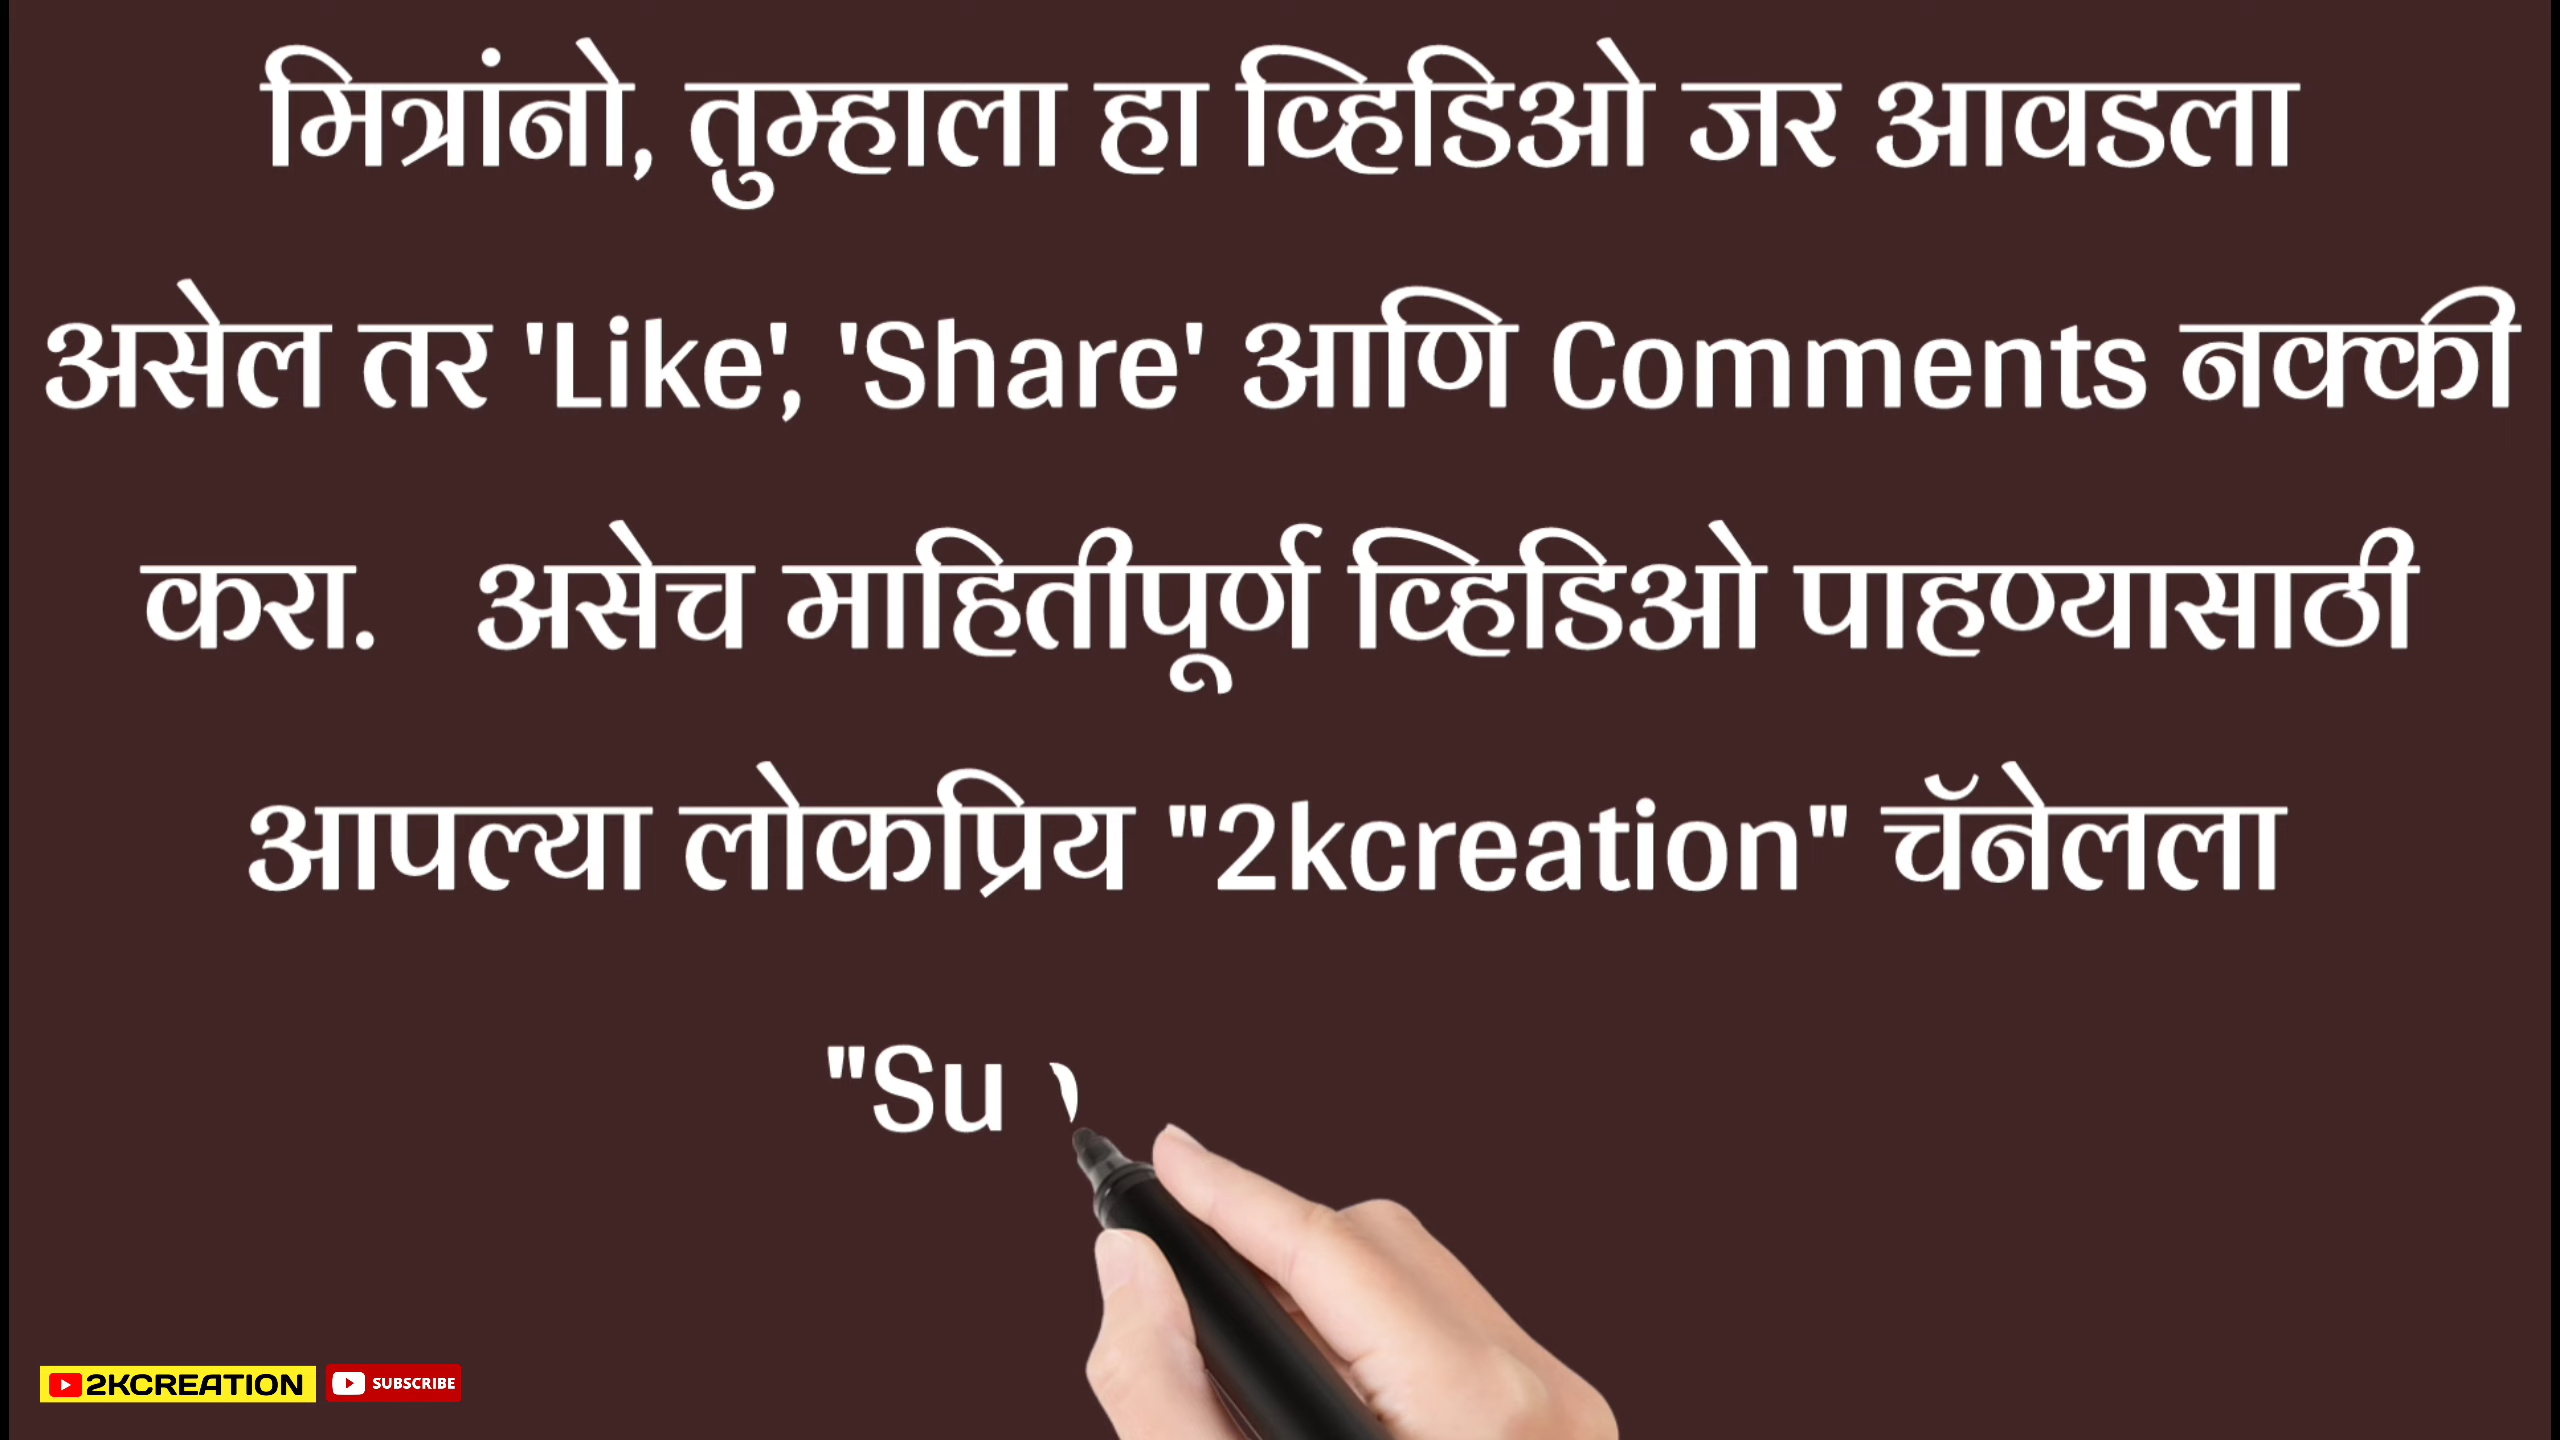 मित्रांनो, तुम्हाला हा व्हिडिओ जर आवडला
असेल तर 'Like', 'Share' आणि Comments नक्की
करा. असेच माहितीपूर्ण व्हिडिओ पाहण्यासाठी
आपल्या लोकप्रिय "2kcreation" चॅनेलला
"Su
2KCREATION SUBSCRIBE